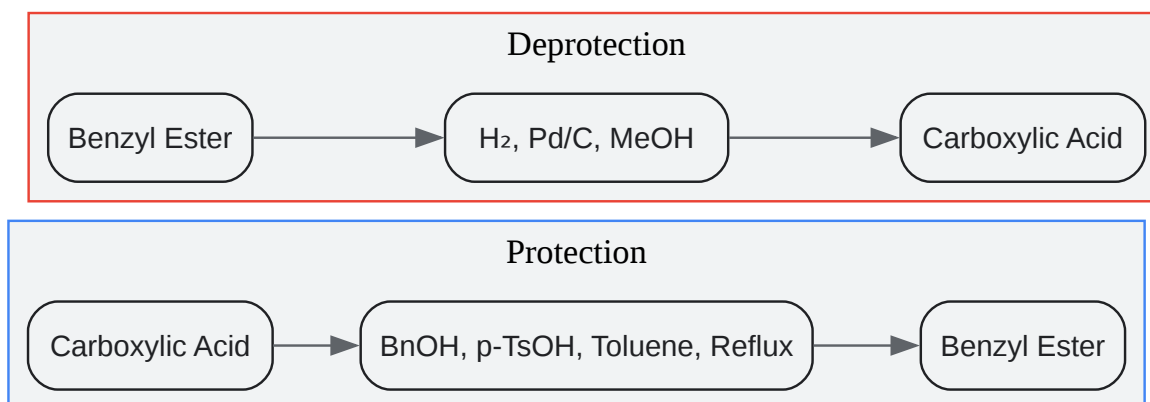 Deprotection
Benzyl Ester
H₂, Pd/C, MeOH
Carboxylic Acid
Protection
Carboxylic Acid
BnOH, p-TsOH, Toluene, Reflux
Benzyl Ester